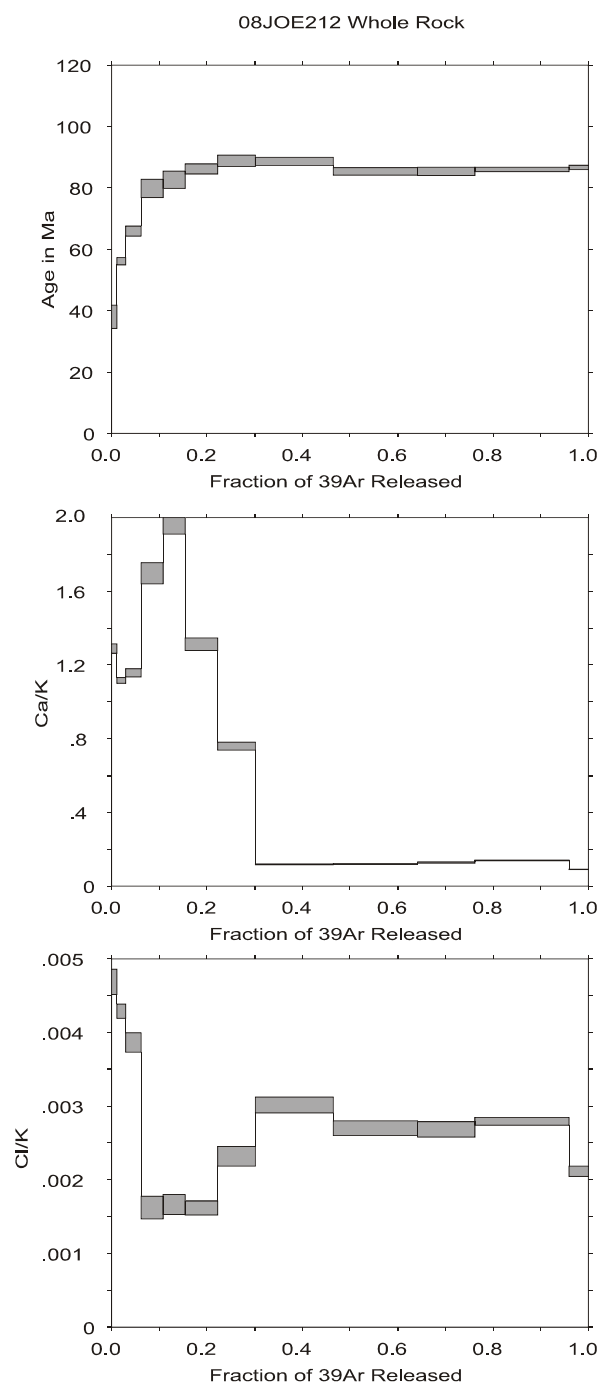 08JOE212 Whole Rock
120
100
80
60
40
20
0
Age in Ma
0.0 0.2 0.4 0.6 0.8 1.0
Fraction of 39Ar Released
2.0
1.6
1.2
.8
.4
0
Ca/K
0.0 0.2 0.4 0.6 0.8 1.0
Fraction of 39Ar Released
.005
.004
.003
.002
.001
0
Cl/K
0.0 0.2 0.4 0.6 0.8 1.0
Fraction of 39Ar Released